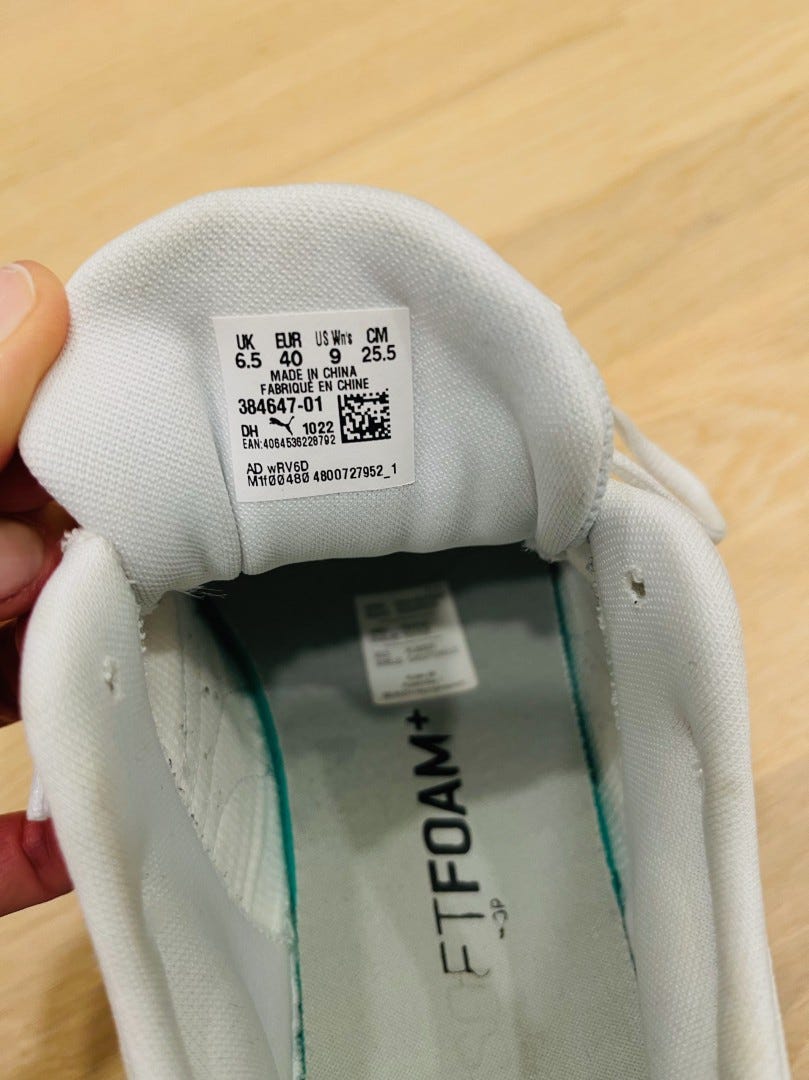 UK EUR US Wn's CM
6.5 40 9 25.5
MADE IN CHINA
FABRIQUÉ EN CHINE
384647-01
DH 1022
EAN:4064536228792
AD wRV6D
M1f00480 4800727952_1
FTFOAM+